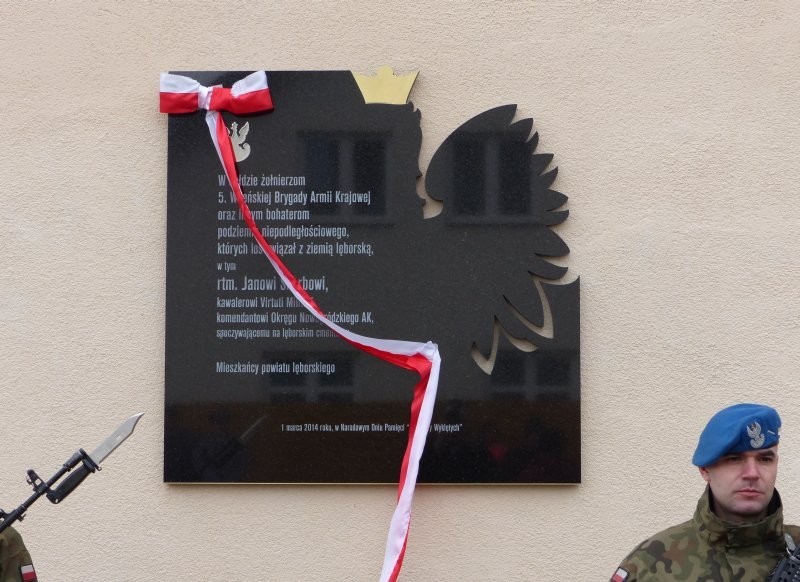 W żołnierzom
5. Brygady Armii Krajowej
oraz bohaterom
niepodległościowego,
których z ziemią lęborską,
w tym
rtm. Janowi
kawalerowi Virtuti
komendantowi Okręgu AK,
spoczywającemu na lęborskim
Mieszkańcy powiatu lęborskiego
1 marca 2014 roku, w Narodowym Dniu Pamięci Wyklętych"